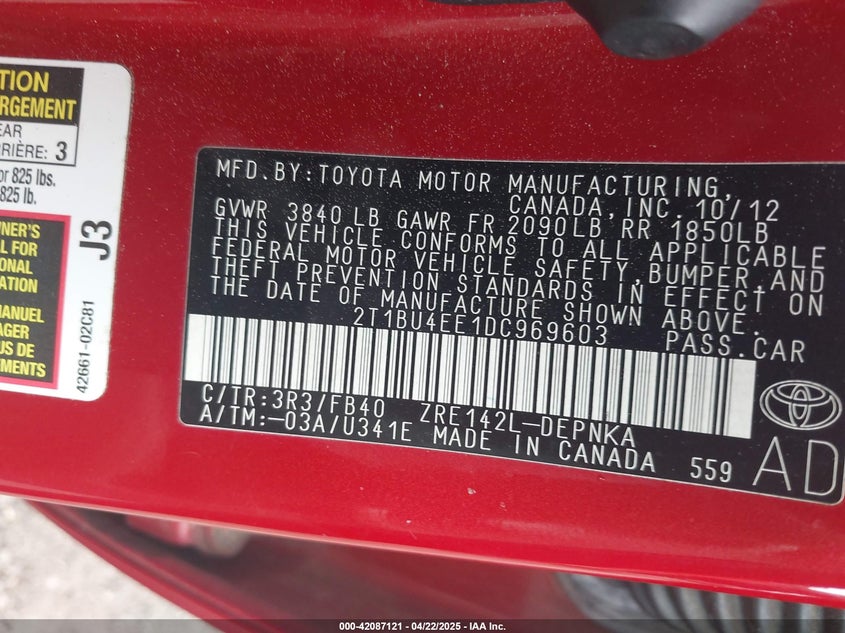 TION
RGEMENT
EAR
RRIÈRE: 3
or 825 lbs.
825 lb.
WNER'S
L FOR
IONAL
ATION
MANUEL
AGER
US DE
EMENTS
J3
42661-02C81
MFD.BY:TOYOTA MOTOR MANUFACTURING,
CANADA,INC. 10/12
GVWR 3840 LB GAWR FR 2090LB,RR 1850LB
THIS VEHICLE CONFORMS TO ALL APPLICABLE
FEDERAL MOTOR VEHICLE SAFETY,BUMPER,AND
THEFT PREVENTION STANDARDS IN EFFECT ON
THE DATE OF MANUFACTURE SHOWN ABOVE.
2T1BU4EE1DC969603 PASS.CAR
C/TR:3R3/FB40 ZRE142L-DEPNKA
A/TM:-03A/U341E MADE IN CANADA 559
AD
000-42087121 - 04/22/2025 - IAA Inc.